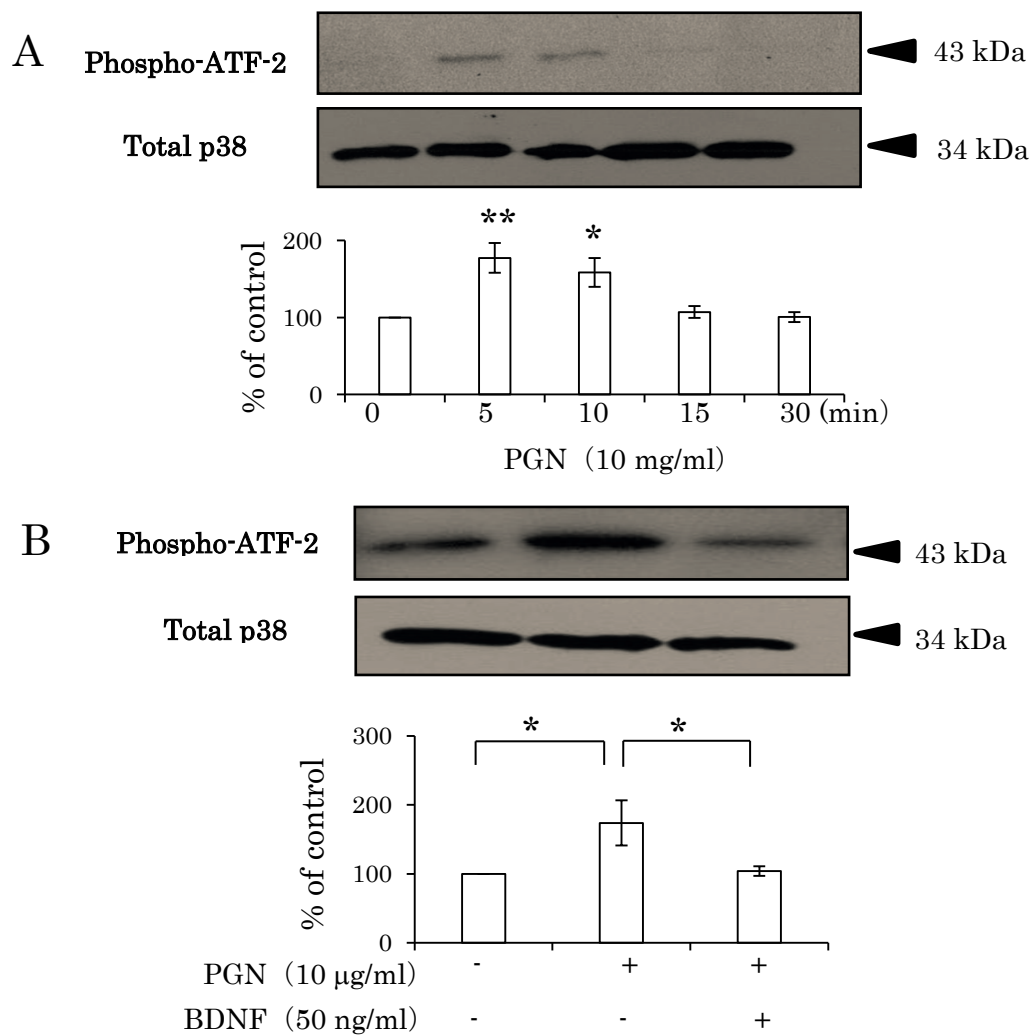 A
Phospho-ATF-2
43 kDa
Total p38
34 kDa
** *
% of control
200
100
0
0 5 10 15 30 (min)
PGN (10 mg/ml)
B
Phospho-ATF-2
43 kDa
Total p38
34 kDa
* *
% of control
300
200
100
0
PGN (10 μg/ml) - + +
BDNF (50 ng/ml) - - +